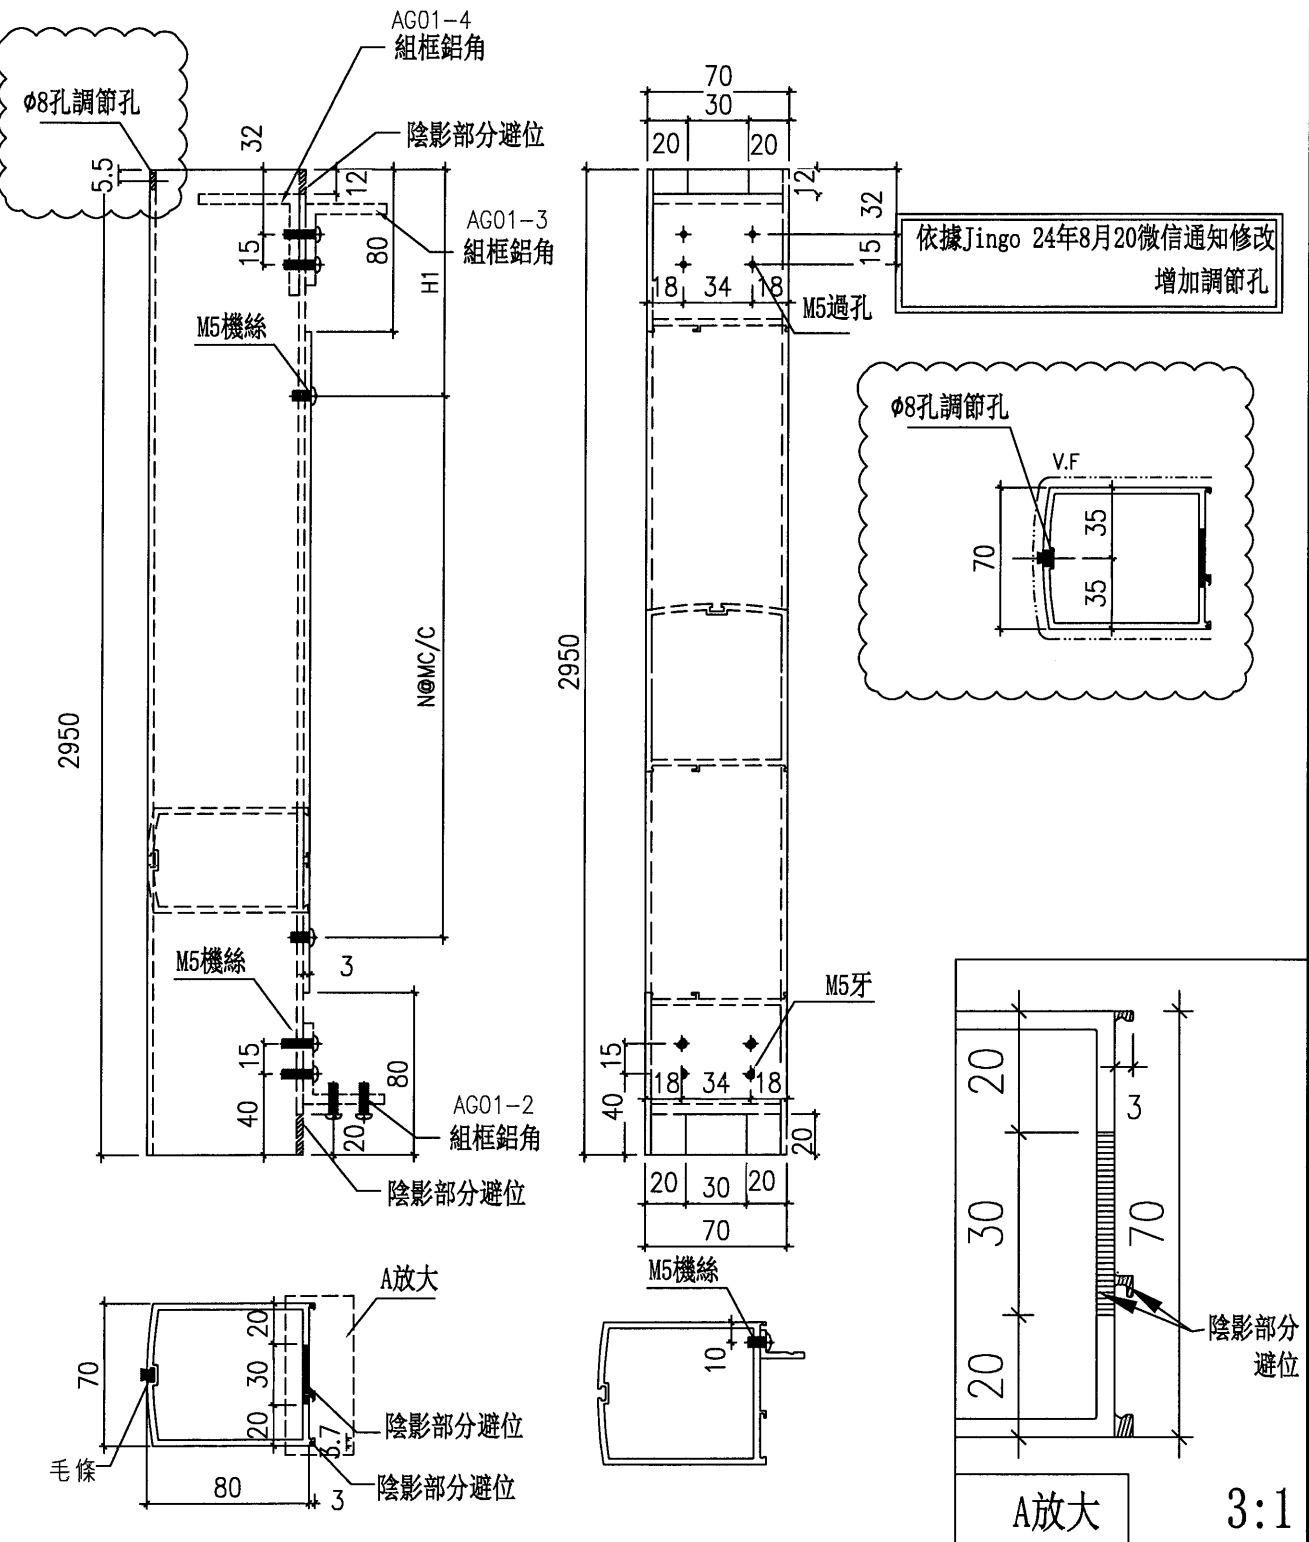 AG01-4
組框鋁角
φ8孔調節孔
陰影部分避位
32
5.5
12
15
80
H1
AG01-3
組框鋁角
M5機絲
N@MC/C
2950
M5機絲
3
15
40
80
20
AG01-2
組框鋁角
陰影部分避位
70
30
20
20
12
32
15
18
34
18
M5過孔
2950
M5牙
15
40
18
34
18
20
20
30
20
70
依據Jingo 24年8月20微信通知修改
增加調節孔
φ8孔調節孔
V.F
70
35
35
A放大
70
20
30
20
3.7
80
3
毛條
陰影部分避位
陰影部分避位
M5機絲
10
20
30
20
3
70
陰影部分
避位
A放大
3:1